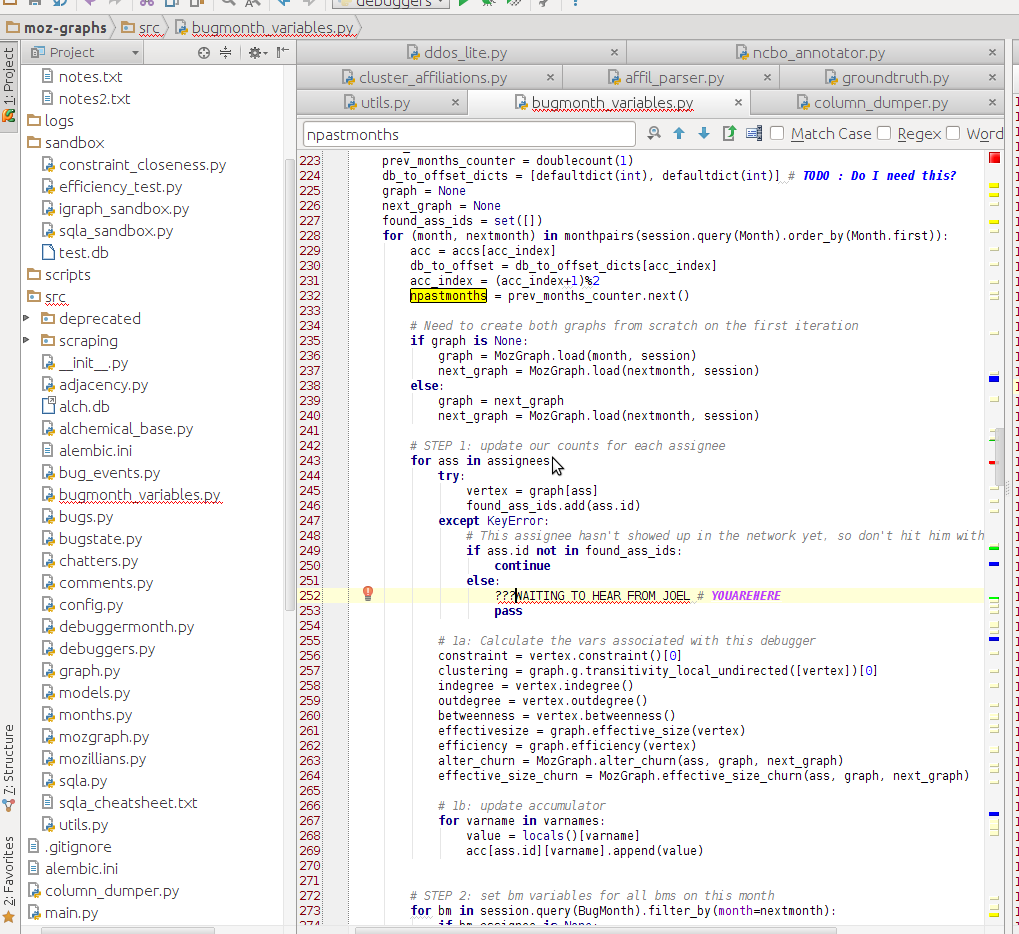 debuggers
moz-graphs
src
bugmonth_variables.py
1: Project
Z: Structure
2: Favorites
Project
notes.txt
notes2.txt
logs
sandbox
constraint_closeness.py
efficiency_test.py
igraph_sandbox.py
sqla_sandbox.py
test.db
scripts
src
deprecated
scraping
__init__.py
adjacency.py
alch.db
alchemical_base.py
alembic.ini
bug_events.py
bugmonth_variables.py
bugs.py
bugstate.py
chatters.py
comments.py
config.py
debuggermonth.py
debuggers.py
graph.py
models.py
months.py
mozgraph.py
mozillians.py
sqla.py
sqla_cheatsheet.txt
utils.py
.gitignore
alembic.ini
column_dumper.py
main.py
ddos_lite.py
ncbo_annotator.py
cluster_affiliations.py
affil_parser.py
groundtruth.py
utils.py
bugmonth_variables.py
column_dumper.py
npastmonths
Match Case
Regex
Word
223 prev_months_counter = doublecount(1)
224 db_to_offset_dicts = [defaultdict(int), defaultdict(int)] # TODO : Do I need this?
225 graph = None
226 next_graph = None
227 found_ass_ids = set([])
228 for (month, nextmonth) in monthpairs(session.query(Month).order_by(Month.first)):
229 acc = accs[acc_index]
230 db_to_offset = db_to_offset_dicts[acc_index]
231 acc_index = (acc_index+1)%2
232 npastmonths = prev_months_counter.next()
233
234 # Need to create both graphs from scratch on the first iteration
235 if graph is None:
236 graph = MozGraph.load(month, session)
237 next_graph = MozGraph.load(nextmonth, session)
238 else:
239 graph = next_graph
240 next_graph = MozGraph.load(nextmonth, session)
241
242 # STEP 1: update our counts for each assignee
243 for ass in assignees:
244 try:
245 vertex = graph[ass]
246 found_ass_ids.add(ass.id)
247 except KeyError:
248 # This assignee hasn't showed up in the network yet, so don't hit him with
249 if ass.id not in found_ass_ids:
250 continue
251 else:
252 ???WAITING TO HEAR FROM JOEL # YOUAREHERE
253 pass
254
255 # 1a: Calculate the vars associated with this debugger
256 constraint = vertex.constraint()[0]
257 clustering = graph.g.transitivity_local_undirected([vertex])[0]
258 indegree = vertex.indegree()
259 outdegree = vertex.outdegree()
260 betweenness = vertex.betweenness()
261 effectivesize = graph.effective_size(vertex)
262 efficiency = graph.efficiency(vertex)
263 alter_churn = MozGraph.alter_churn(ass, graph, next_graph)
264 effective_size_churn = MozGraph.effective_size_churn(ass, graph, next_graph)
265
266 # 1b: update accumulator
267 for varname in varnames:
268 value = locals()[varname]
269 acc[ass.id][varname].append(value)
270
271
272 # STEP 2: set bm variables for all bms on this month
273 for bm in session.query(BugMonth).filter_by(month=nextmonth):